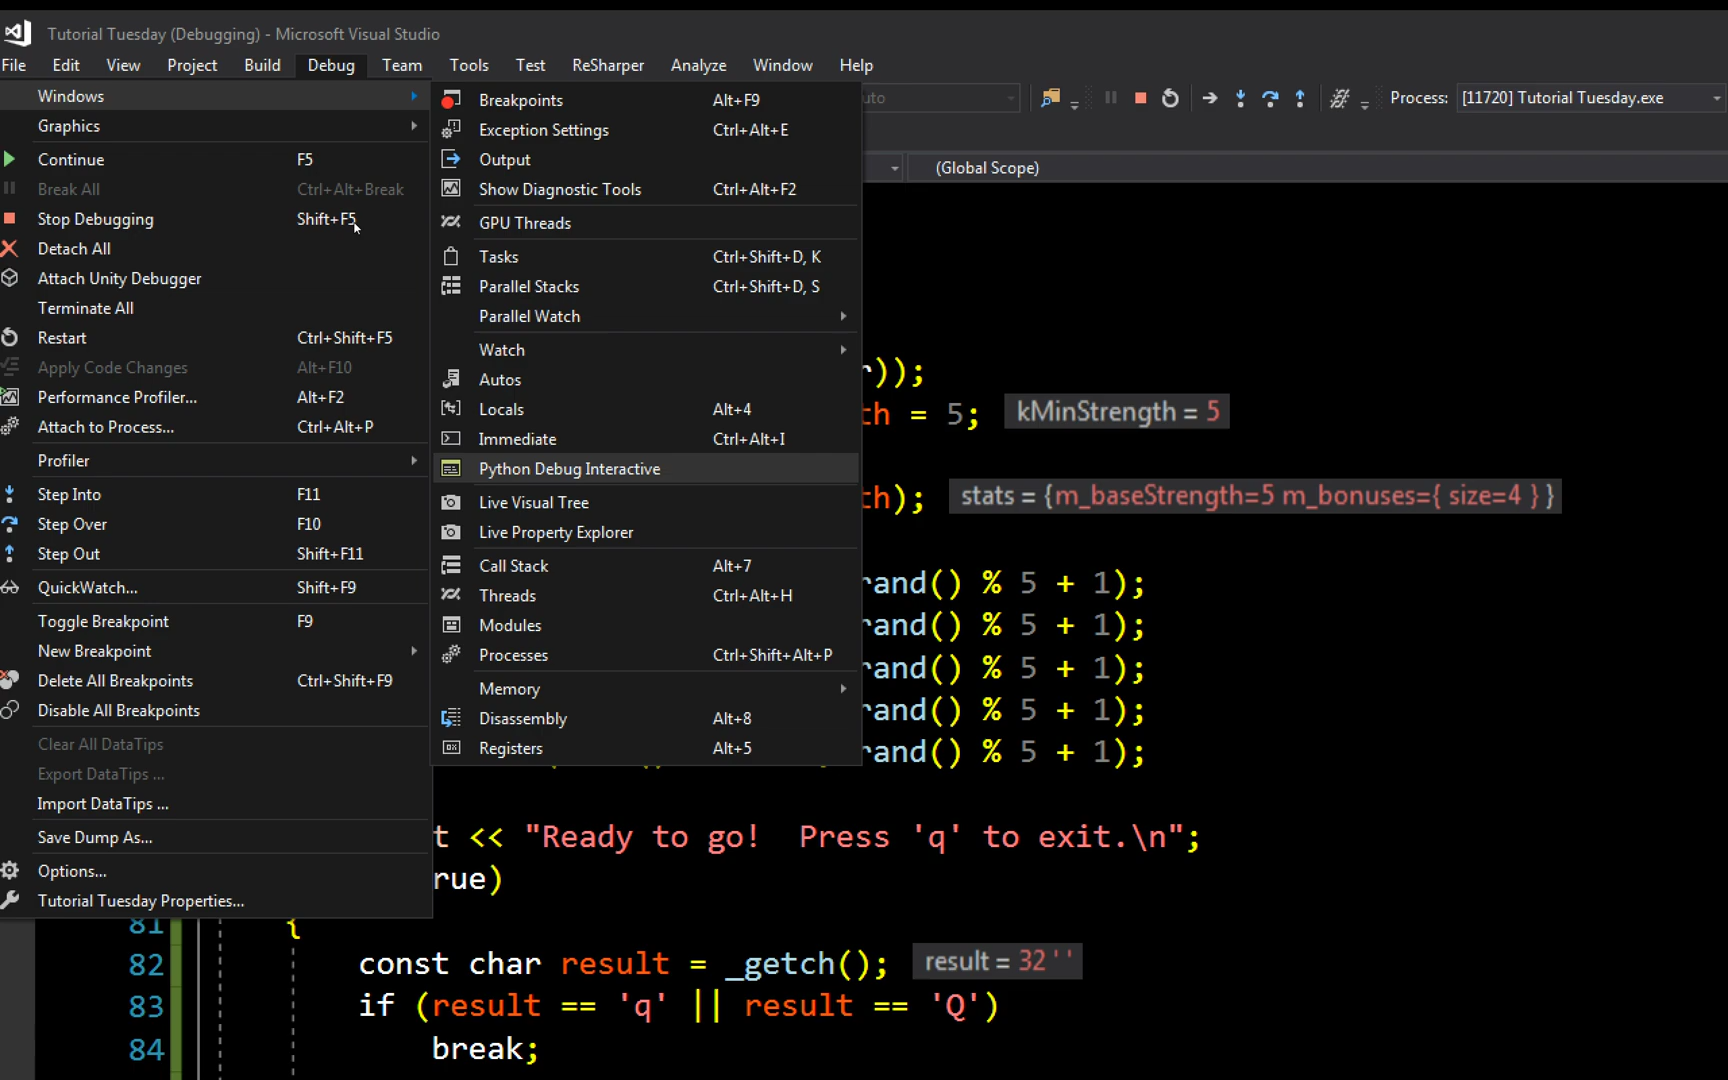 Tutorial Tuesday (Debugging) - Microsoft Visual Studio
File Edit View Project Build Debug Team Tools Test ReSharper Analyze Window Help
Process: [11720] Tutorial Tuesday.exe
(Global Scope)
Windows
Graphics
Continue F5
Break All Ctrl+Alt+Break
Stop Debugging Shift+F5
Detach All
Attach Unity Debugger
Terminate All
Restart Ctrl+Shift+F5
Apply Code Changes Alt+F10
Performance Profiler... Alt+F2
Attach to Process... Ctrl+Alt+P
Profiler
Step Into F11
Step Over F10
Step Out Shift+F11
QuickWatch... Shift+F9
Toggle Breakpoint F9
New Breakpoint
Delete All Breakpoints Ctrl+Shift+F9
Disable All Breakpoints
Clear All DataTips
Export DataTips ...
Import DataTips ...
Save Dump As...
Options...
Tutorial Tuesday Properties...
Breakpoints Alt+F9
Exception Settings Ctrl+Alt+E
Output
Show Diagnostic Tools Ctrl+Alt+F2
GPU Threads
Tasks Ctrl+Shift+D, K
Parallel Stacks Ctrl+Shift+D, S
Parallel Watch
Watch
Autos
Locals Alt+4
Immediate Ctrl+Alt+I
Python Debug Interactive
Live Visual Tree
Live Property Explorer
Call Stack Alt+7
Threads Ctrl+Alt+H
Modules
Processes Ctrl+Shift+Alt+P
Memory
Disassembly Alt+8
Registers Alt+5
r));
th = 5; kMinStrength = 5
th); stats = {m_baseStrength=5 m_bonuses={ size=4 } }
rand() % 5 + 1);
rand() % 5 + 1);
rand() % 5 + 1);
rand() % 5 + 1);
rand() % 5 + 1);
t << "Ready to go!  Press 'q' to exit.\n";
rue)
81 {
82 const char result = _getch(); result = 32 ' '
83 if (result == 'q' || result == 'Q')
84 break;